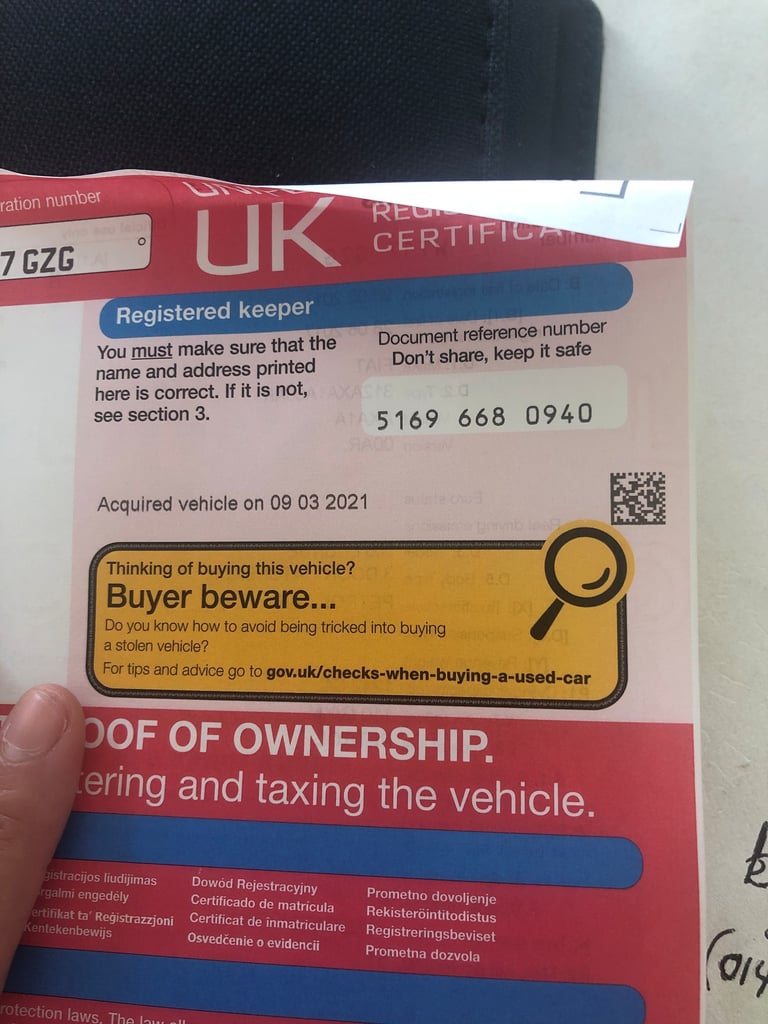 ration number
7 GZG
UK
REGIS
CERTIFICA
Registered keeper
You must make sure that the
name and address printed
here is correct. If it is not,
see section 3.
Document reference number
Don't share, keep it safe
5169 668 0940
Acquired vehicle on 09 03 2021
Thinking of buying this vehicle?
Buyer beware...
Do you know how to avoid being tricked into buying
a stolen vehicle?
For tips and advice go to gov.uk/checks-when-buying-a-used-car
OOF OF OWNERSHIP.
tering and taxing the vehicle.
gistracijos liudijimas
rgalmi engedély
ertifikat ta' Reġistrazzjoni
Kentekenbewijs
Dowód Rejestracyjny
Certificado de matrícula
Certificat de înmatriculare
Osvedčenie o evidencii
Prometno dovoljenje
Rekisteröintitodistus
Registreringsbeviset
Prometna dozvola
rotection laws. The law
(014